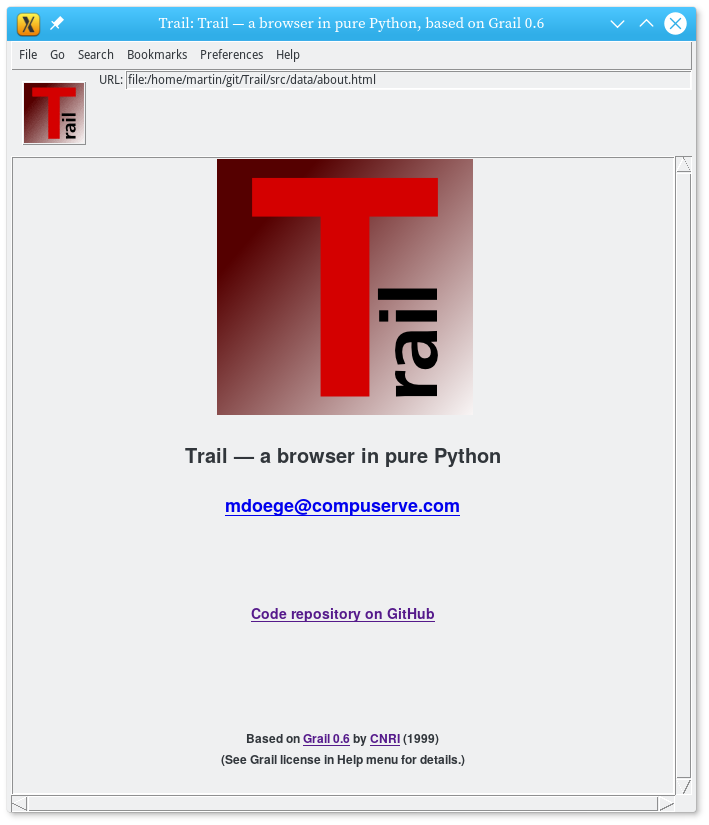 Trail: Trail — a browser in pure Python, based on Grail 0.6
File Go Search Bookmarks Preferences Help
URL: file:/home/martin/git/Trail/src/data/about.html
Trail
Trail
Trail — a browser in pure Python
mdoege@compuserve.com
Code repository on GitHub
Based on Grail 0.6 by CNRI (1999)
(See Grail license in Help menu for details.)